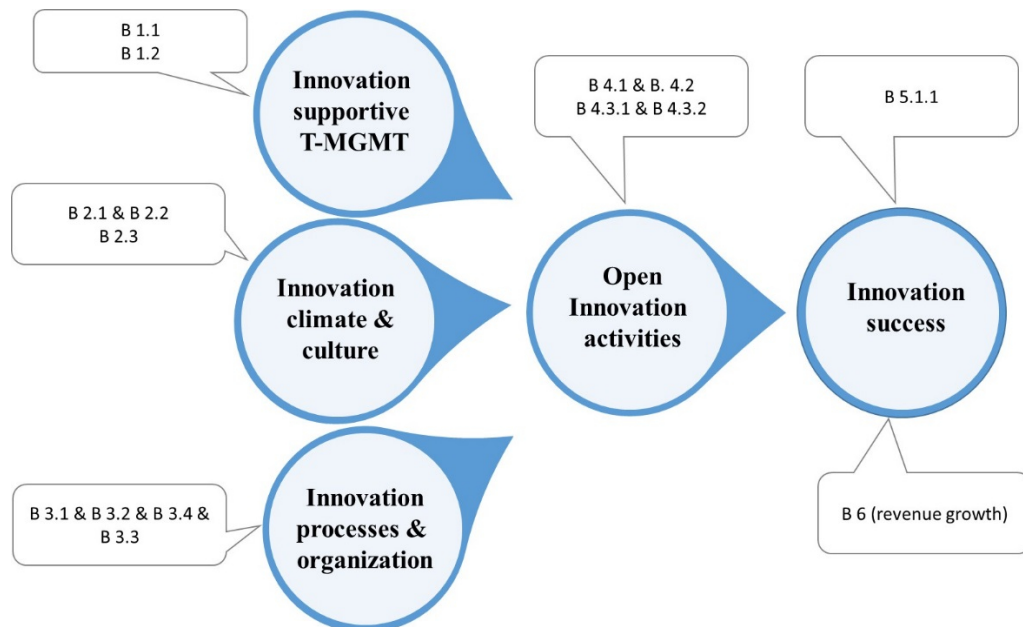 B 1.1
B 1.2
Innovation
supportive
T-MGMT
B 4.1 & B. 4.2
B 4.3.1 & B 4.3.2
B 5.1.1
B 2.1 & B 2.2
B 2.3
Innovation
climate &
culture
Open
Innovation
activities
Innovation
success
B 3.1 & B 3.2 & B 3.4 &
B 3.3
Innovation
processes &
organization
B 6 (revenue growth)